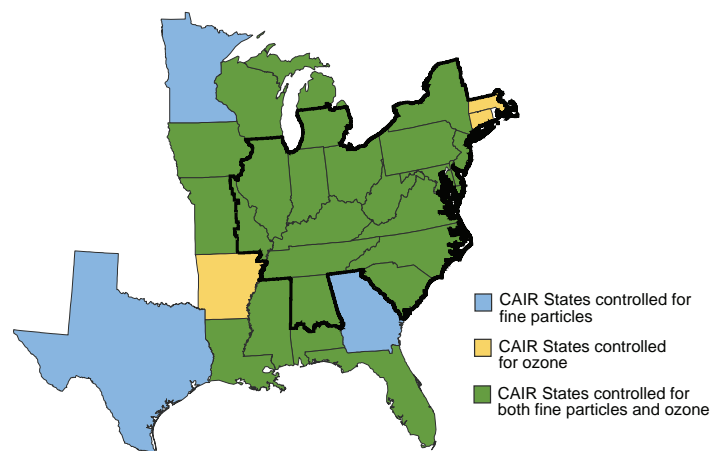 CAIR States controlled for
fine particles
CAIR States controlled
for ozone
CAIR States controlled for
both fine particles and ozone